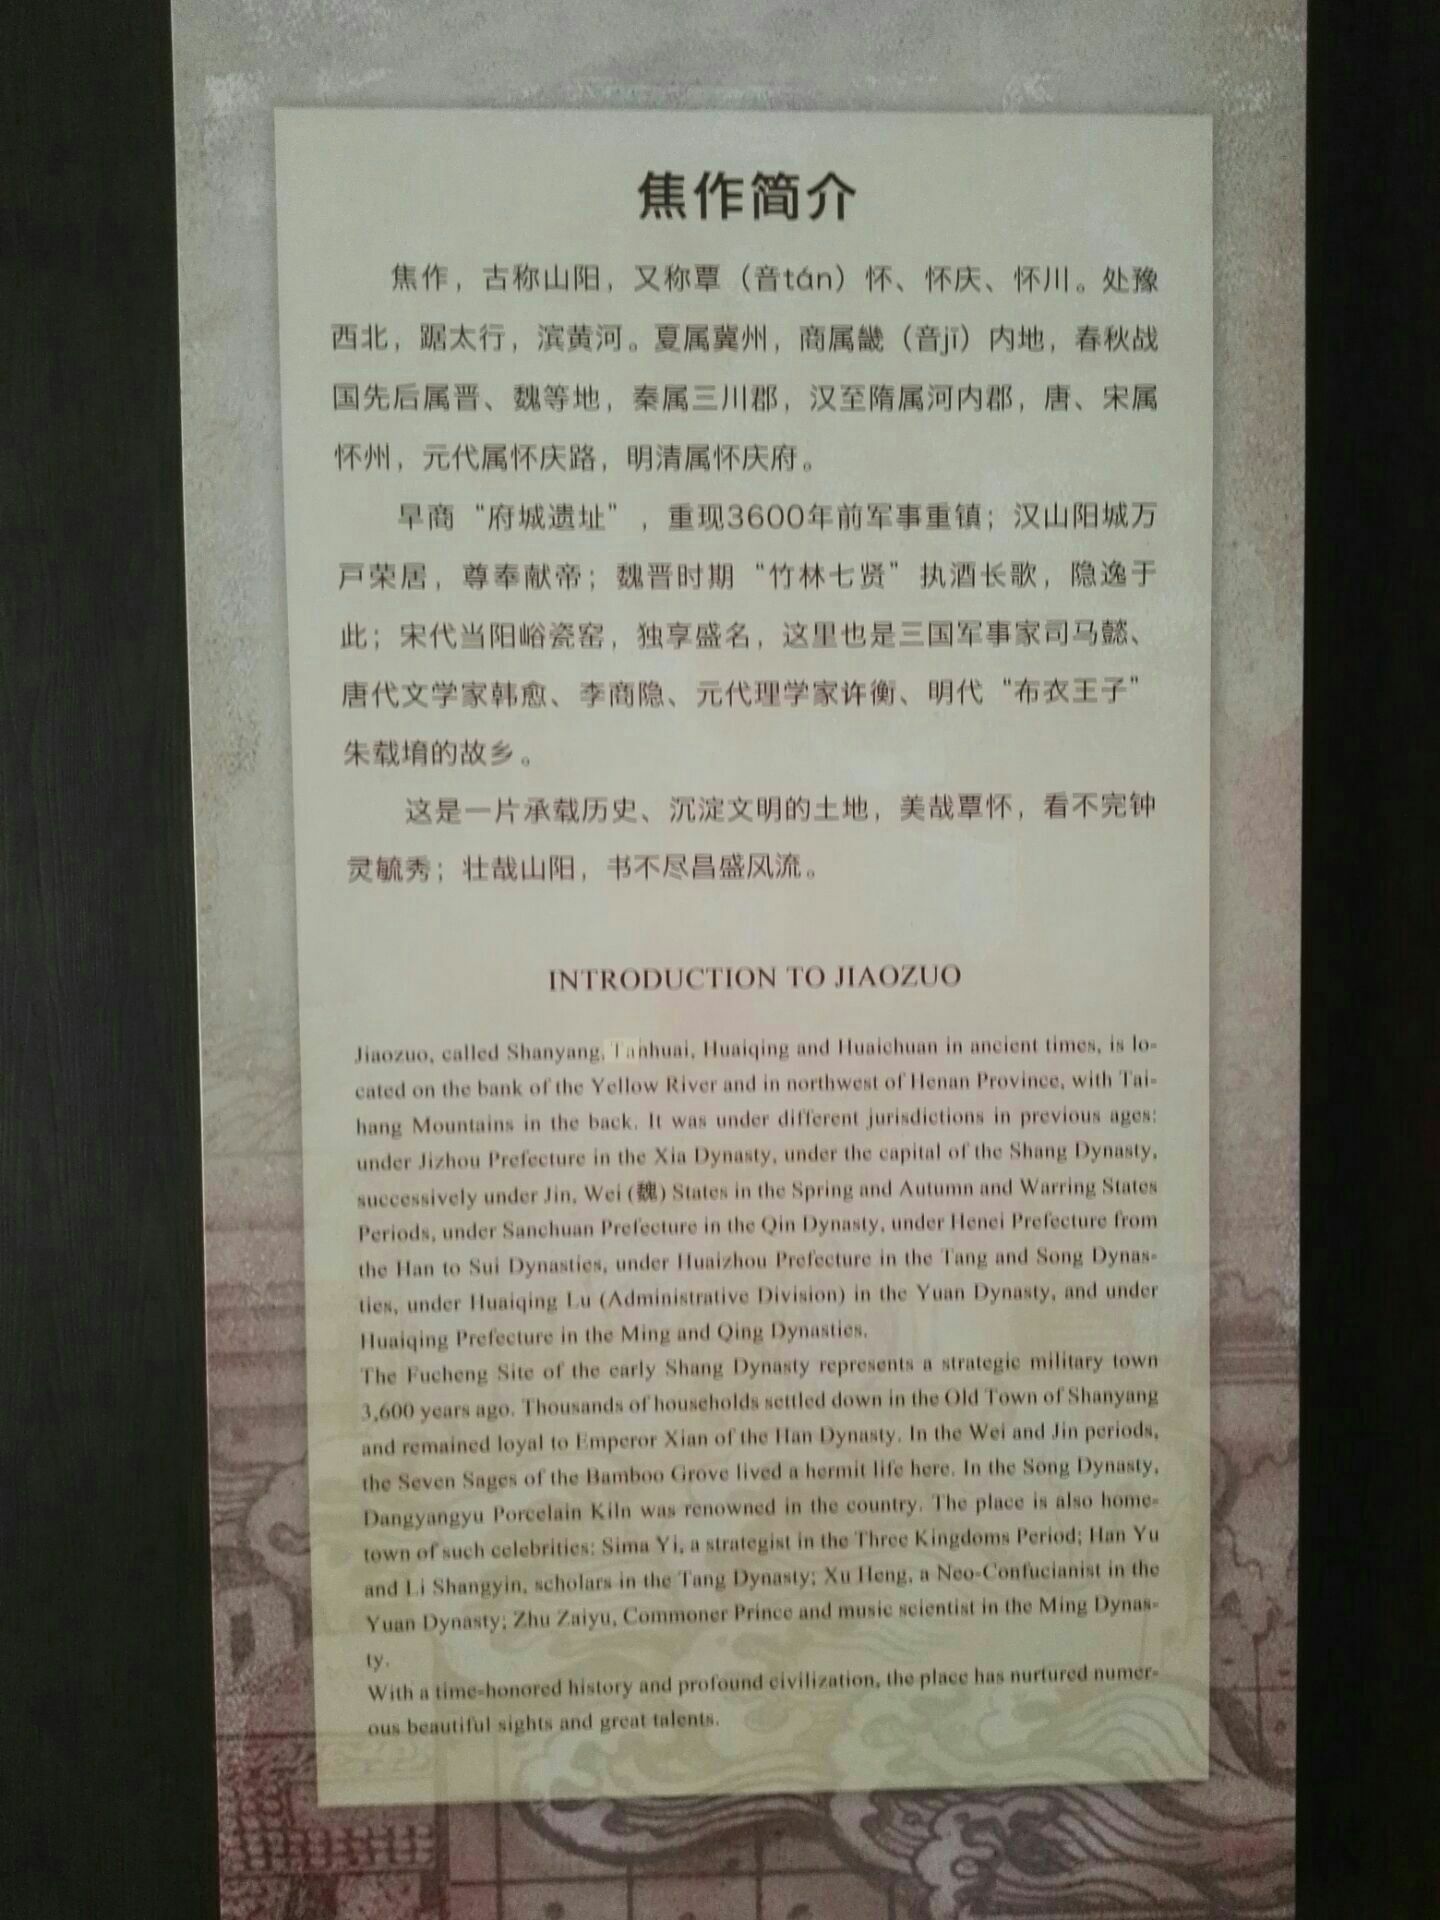 焦作简介
焦作，古称山阳，又称覃（音tán）怀、怀庆、怀川。处豫
西北，踞太行，滨黄河。夏属冀州，商属畿（音jī）内地，春秋战
国先后属晋、魏等地，秦属三川郡，汉至隋属河内郡，唐、宋属
怀州，元代属怀庆路，明清属怀庆府。
早商“府城遗址”，重现3600年前军事重镇；汉山阳城万
户荣居，尊奉献帝；魏晋时期“竹林七贤”执酒长歌，隐逸于
此；宋代当阳峪瓷窑，独享盛名，这里也是三国军事家司马懿、
唐代文学家韩愈、李商隐、元代理学家许衡、明代“布衣王子”
朱载堉的故乡。
这是一片承载历史、沉淀文明的土地，美哉覃怀，看不完钟
灵毓秀；壮哉山阳，书不尽昌盛风流。
INTRODUCTION TO JIAOZUO
Jiaozuo, called Shanyang, Tanhuai, Huaiqing and Huaichuan in ancient times, is lo-
cated on the bank of the Yellow River and in northwest of Henan Province, with Tai-
hang Mountains in the back. It was under different jurisdictions in previous ages:
under Jizhou Prefecture in the Xia Dynasty, under the capital of the Shang Dynasty,
successively under Jin, Wei (魏) States in the Spring and Autumn and Warring States
Periods, under Sanchuan Prefecture in the Qin Dynasty, under Henei Prefecture from
the Han to Sui Dynasties, under Huaizhou Prefecture in the Tang and Song Dynas-
ties, under Huaiqing Lu (Administrative Division) in the Yuan Dynasty, and under
Huaiqing Prefecture in the Ming and Qing Dynasties.
The Fucheng Site of the early Shang Dynasty represents a strategic military town
3,600 years ago. Thousands of households settled down in the Old Town of Shanyang
and remained loyal to Emperor Xian of the Han Dynasty. In the Wei and Jin periods,
the Seven Sages of the Bamboo Grove lived a hermit life here. In the Song Dynasty,
Dangyangyu Porcelain Kiln was renowned in the country. The place is also home-
town of such celebrities: Sima Yi, a strategist in the Three Kingdoms Period; Han Yu
and Li Shangyin, scholars in the Tang Dynasty; Xu Heng, a Neo-Confucianist in the
Yuan Dynasty; Zhu Zaiyu, Commoner Prince and music scientist in the Ming Dynas-
ty.
With a time-honored history and profound civilization, the place has nurtured numer-
ous beautiful sights and great talents.